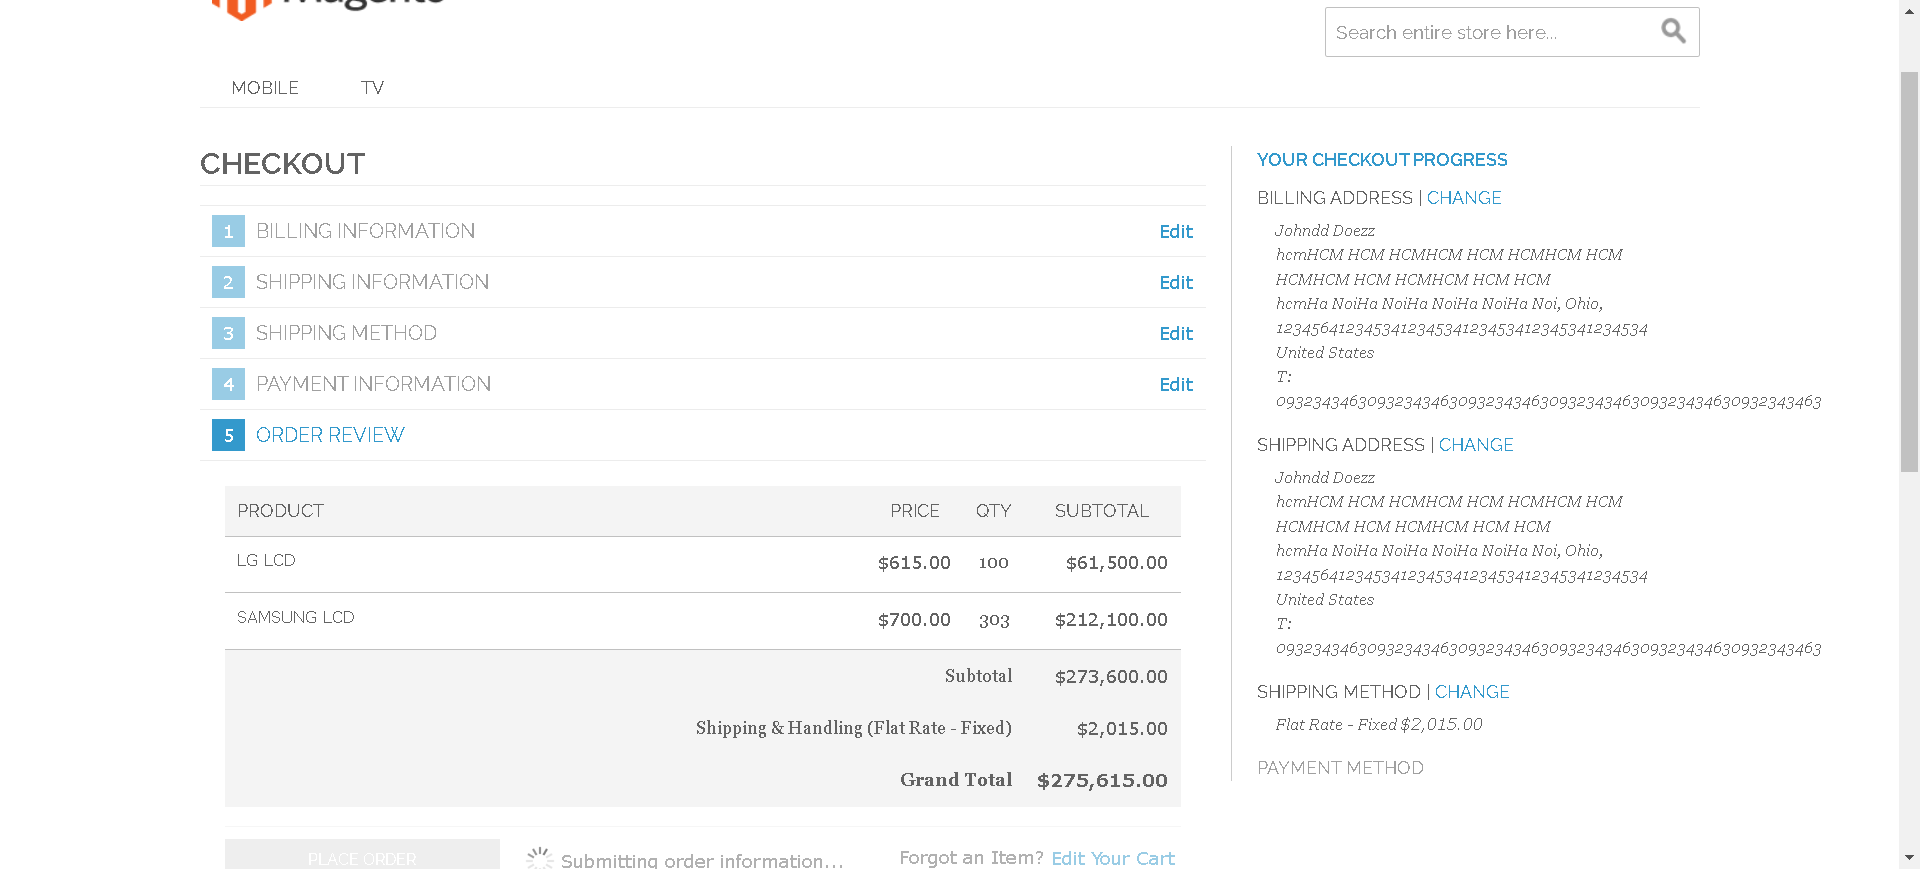 Search entire store here...
MOBILE TV
CHECKOUT
1 BILLING INFORMATION Edit
2 SHIPPING INFORMATION Edit
3 SHIPPING METHOD Edit
4 PAYMENT INFORMATION Edit
5 ORDER REVIEW
PRODUCT PRICE QTY SUBTOTAL
LG LCD $615.00 100 $61,500.00
SAMSUNG LCD $700.00 303 $212,100.00
Subtotal $273,600.00
Shipping & Handling (Flat Rate - Fixed) $2,015.00
Grand Total $275,615.00
PLACE ORDER Submitting order information... Forgot an Item? Edit Your Cart
YOUR CHECKOUT PROGRESS
BILLING ADDRESS | CHANGE
Johndd Doezz
hcmHCM HCM HCMHCM HCM HCMHCM HCM
HCMHCM HCM HCMHCM HCM HCM
hcmHa NoiHa NoiHa NoiHa NoiHa Noi, Ohio,
123456412345341234534123453412345341234534
United States
T:
093234346309323434630932343463093234346309323434630932343463
SHIPPING ADDRESS | CHANGE
Johndd Doezz
hcmHCM HCM HCMHCM HCM HCMHCM HCM
HCMHCM HCM HCMHCM HCM HCM
hcmHa NoiHa NoiHa NoiHa NoiHa Noi, Ohio,
123456412345341234534123453412345341234534
United States
T:
093234346309323434630932343463093234346309323434630932343463
SHIPPING METHOD | CHANGE
Flat Rate - Fixed $2,015.00
PAYMENT METHOD